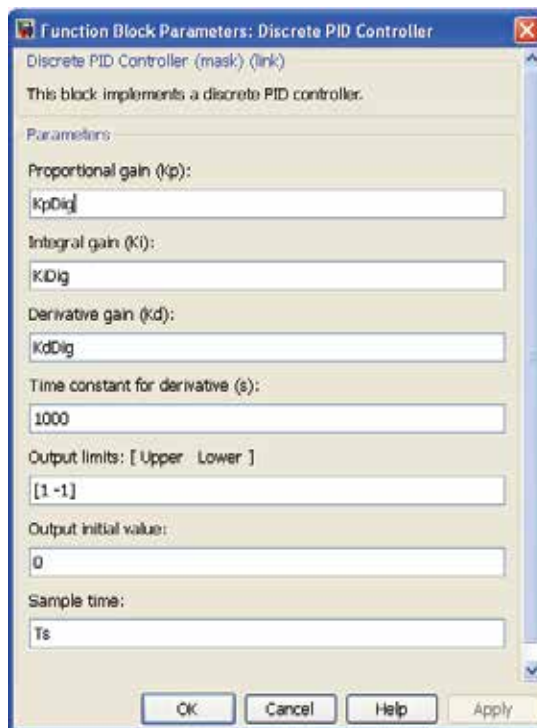 Function Block Parameters: Discrete PID Controller
Discrete PID Controller (mask) (link)
This block implements a discrete PID controller.
Parameters
Proportional gain (Kp):
KpDig
Integral gain (Ki):
KiDig
Derivative gain (Kd):
KdDig
Time constant for derivative (s):
1000
Output limits: [ Upper Lower ]
[1 -1]
Output initial value:
0
Sample time:
Ts
OK Cancel Help Apply